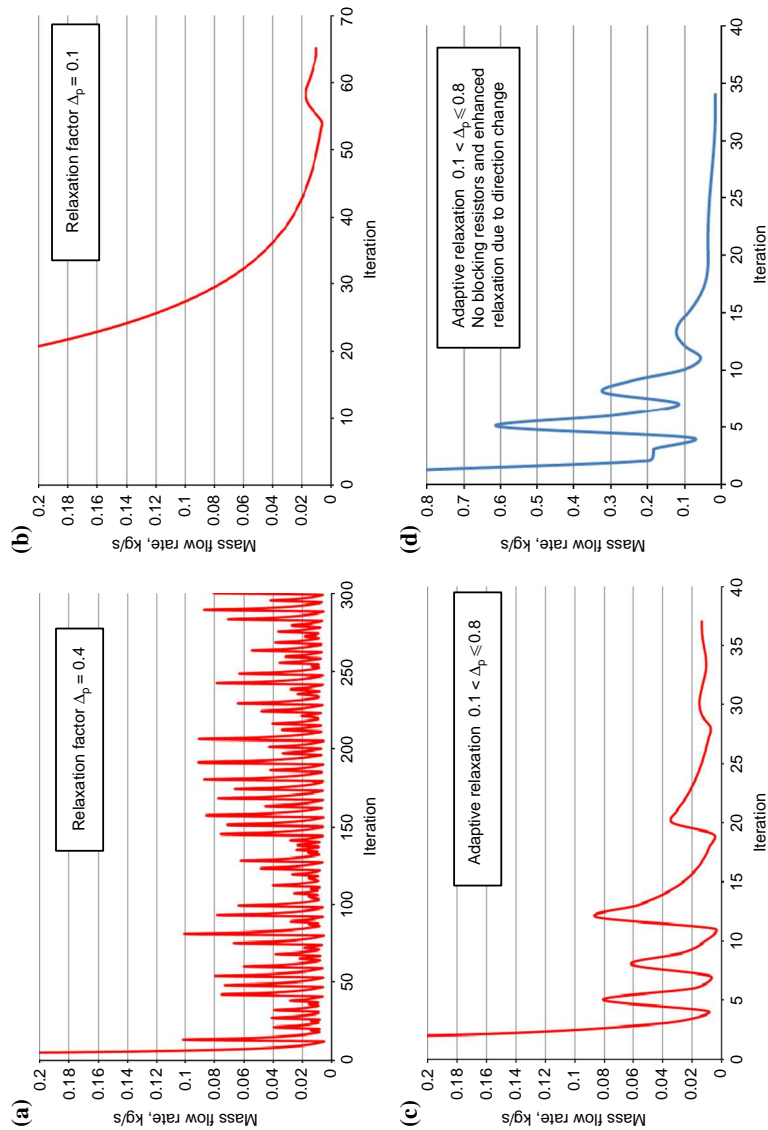 (a)
Relaxation factor Δp = 0.4
Mass flow rate, kg/s
0.2
0.18
0.16
0.14
0.12
0.1
0.08
0.06
0.04
0.02
0
0 50 100 150 200 250 300
Iteration
(b)
Relaxation factor Δp = 0.1
Mass flow rate, kg/s
0.2
0.18
0.16
0.14
0.12
0.1
0.08
0.06
0.04
0.02
0
0 10 20 30 40 50 60 70
Iteration
(c)
Adaptive relaxation 0.1 < Δp ⩽ 0.8
Mass flow rate, kg/s
0.2
0.18
0.16
0.14
0.12
0.1
0.08
0.06
0.04
0.02
0
0 5 10 15 20 25 30 35 40
Iteration
(d)
Adaptive relaxation 0.1 < Δp ⩽ 0.8
No blocking resistors and enhanced
relaxation due to direction change
Mass flow rate, kg/s
0.8
0.7
0.6
0.5
0.4
0.3
0.2
0.1
0
0 5 10 15 20 25 30 35 40
Iteration